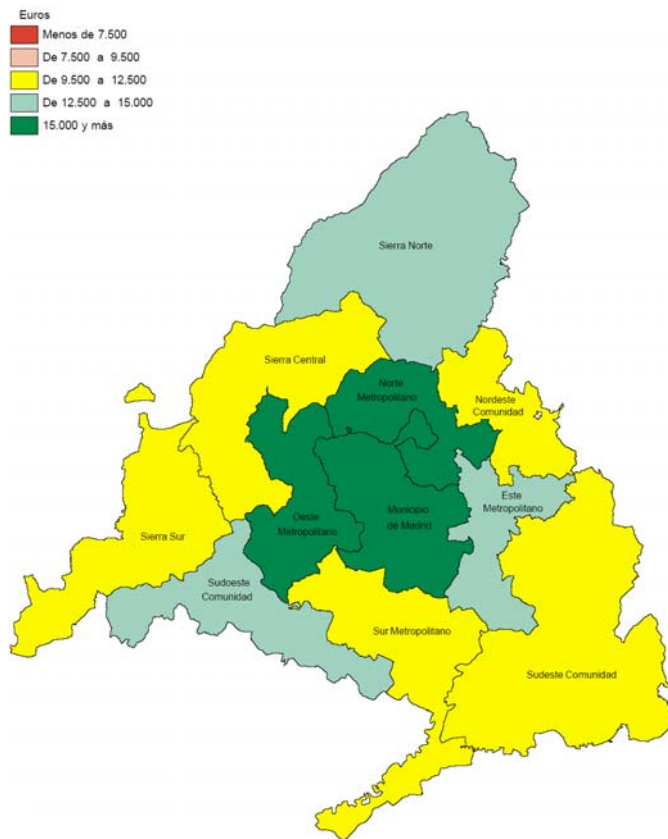 Euros
Menos de 7.500
De 7.500 a 9.500
De 9.500 a 12.500
De 12.500 a 15.000
15.000 y más
Sierra Norte
Sierra Central
Norte
Metropolitano
Nordeste
Comunidad
Este
Metropolitano
Oeste
Metropolitano
Municipio
de Madrid
Sierra Sur
Sudoeste
Comunidad
Sur Metropolitano
Sudeste Comunidad